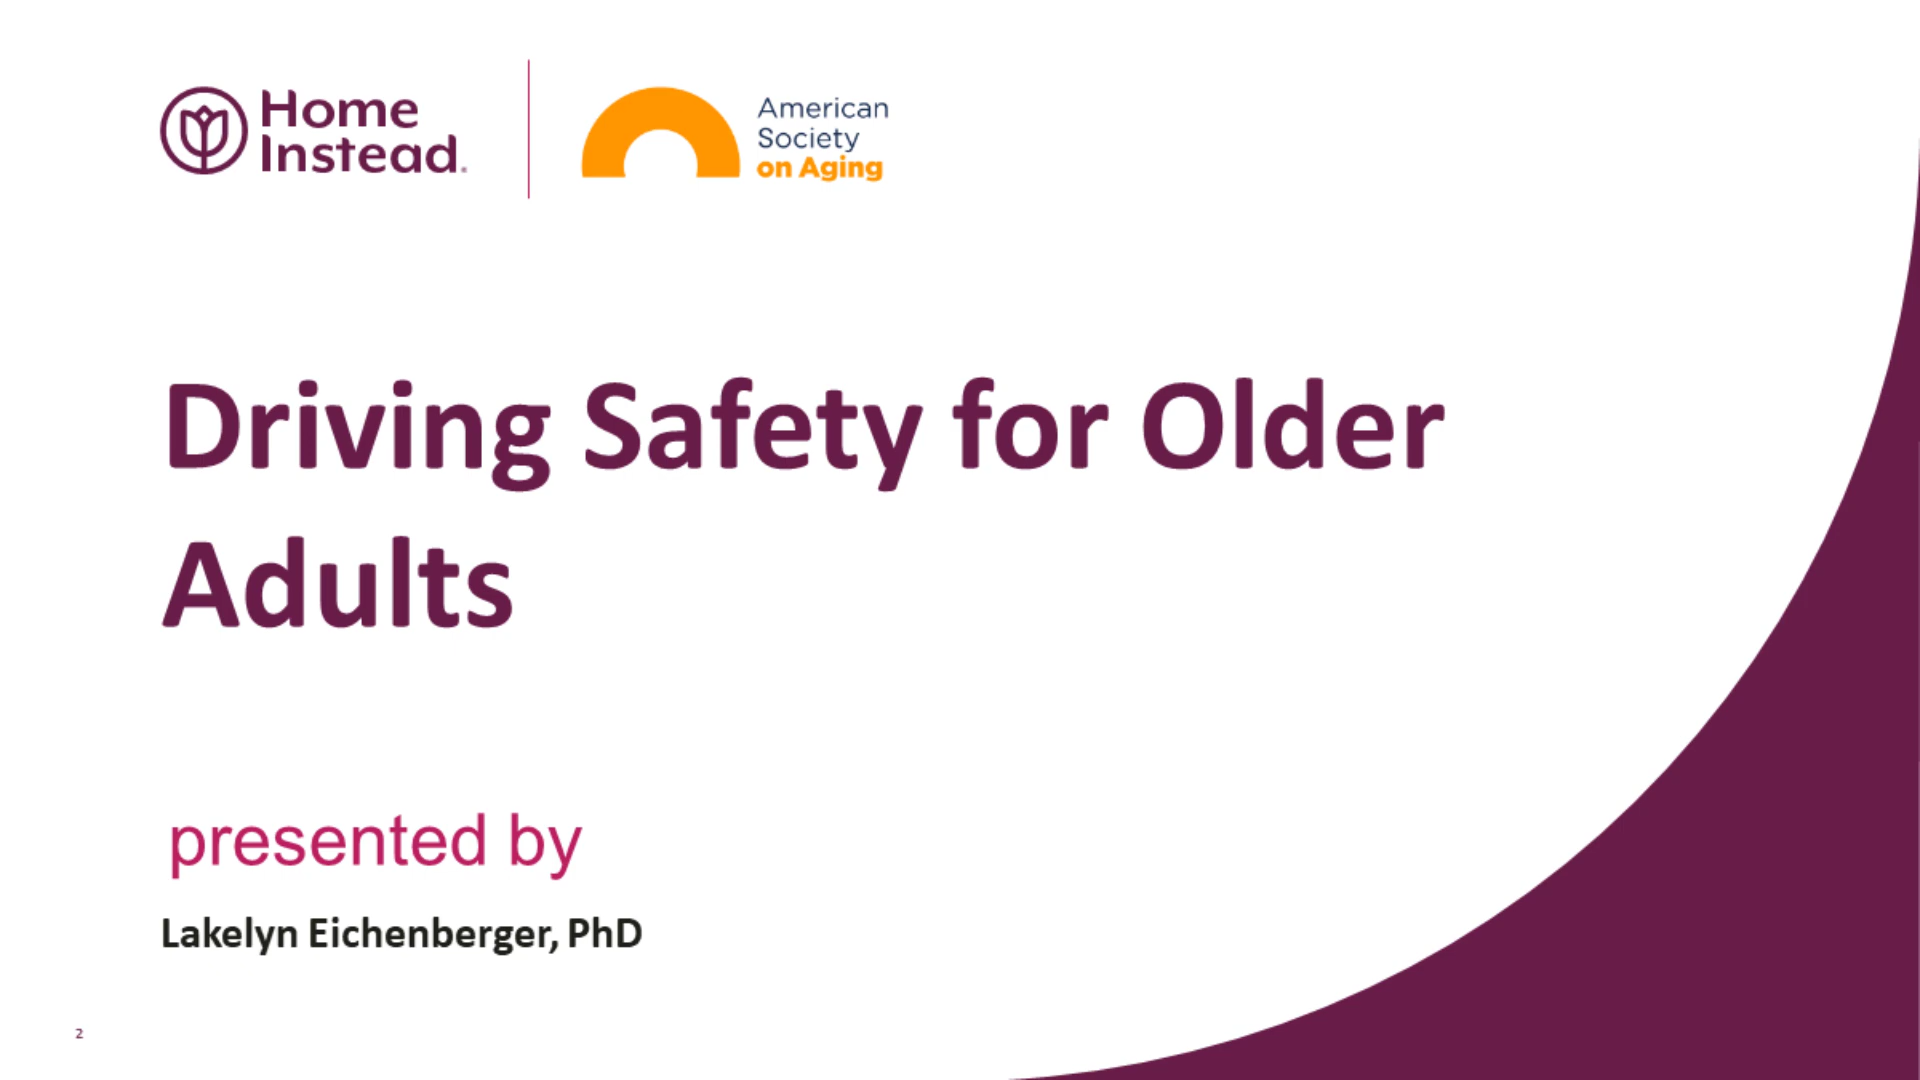 Home
Instead.
American
Society
on Aging
Driving Safety for Older
Adults
presented by
Lakelyn Eichenberger, PhD
2